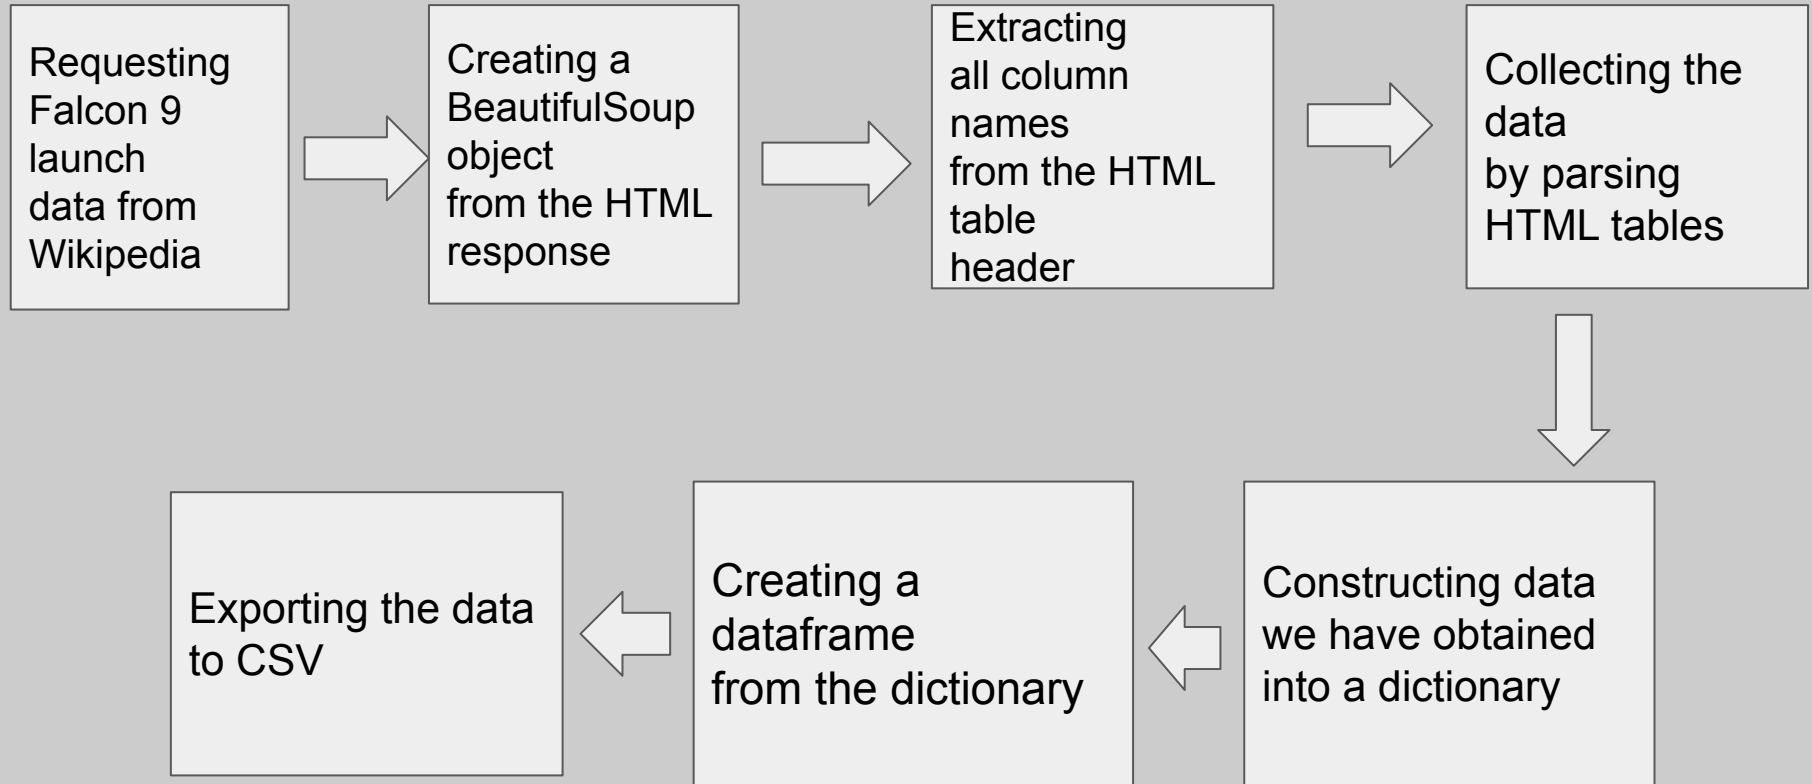 Requesting
Falcon 9
launch
data from
Wikipedia
Creating a
BeautifulSoup
object
from the HTML
response
Extracting
all column
names
from the HTML
table
header
Collecting the
data
by parsing
HTML tables
Constructing data
we have obtained
into a dictionary
Creating a
dataframe
from the dictionary
Exporting the data
to CSV